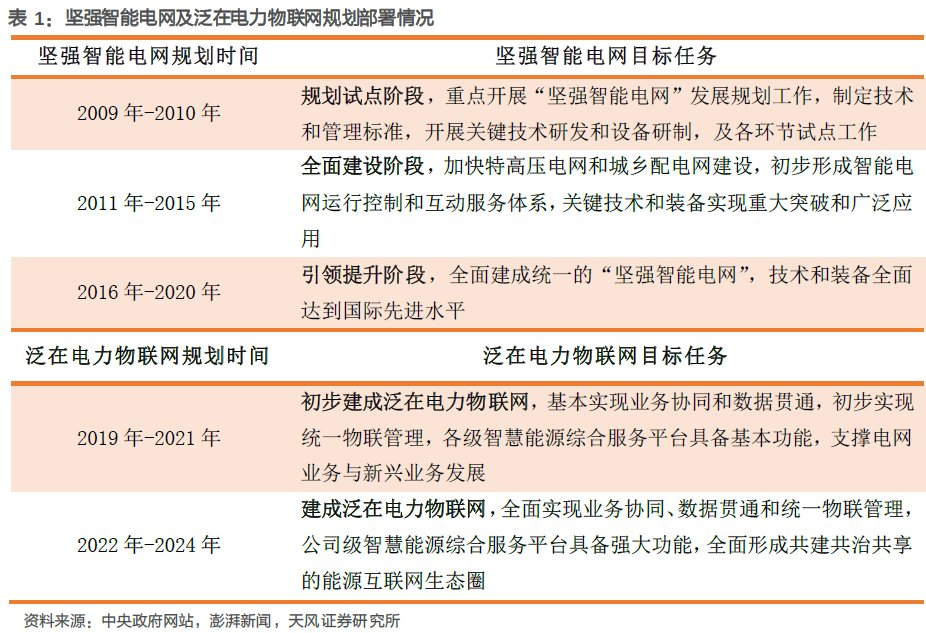 表 1：坚强智能电网及泛在电力物联网规划部署情况
坚强智能电网规划时间 坚强智能电网目标任务
2009 年-2010 年
规划试点阶段，重点开展“坚强智能电网”发展规划工作，制定技术
和管理标准，开展关键技术研发和设备研制，及各环节试点工作
2011 年-2015 年
全面建设阶段，加快特高压电网和城乡配电网建设，初步形成智能电
网运行控制和互动服务体系，关键技术和装备实现重大突破和广泛应
用
2016 年-2020 年
引领提升阶段，全面建成统一的“坚强智能电网”，技术和装备全面
达到国际先进水平
泛在电力物联网规划时间 泛在电力物联网目标任务
2019 年-2021 年
初步建成泛在电力物联网，基本实现业务协同和数据贯通，初步实现
统一物联管理，各级智慧能源综合服务平台具备基本功能，支撑电网
业务与新兴业务发展
2022 年-2024 年
建成泛在电力物联网，全面实现业务协同、数据贯通和统一物联管理，
公司级智慧能源综合服务平台具备强大功能，全面形成共建共治共享
的能源互联网生态圈
资料来源：中央政府网站，澎湃新闻，天风证券研究所